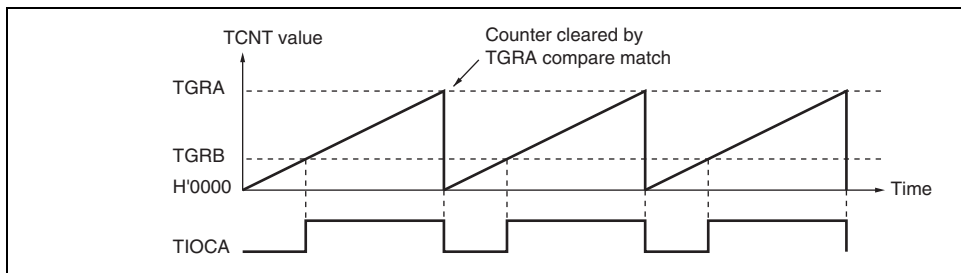 TCNT value
Counter cleared by
TGRA compare match
TGRA
TGRB
H'0000
Time
TIOCA